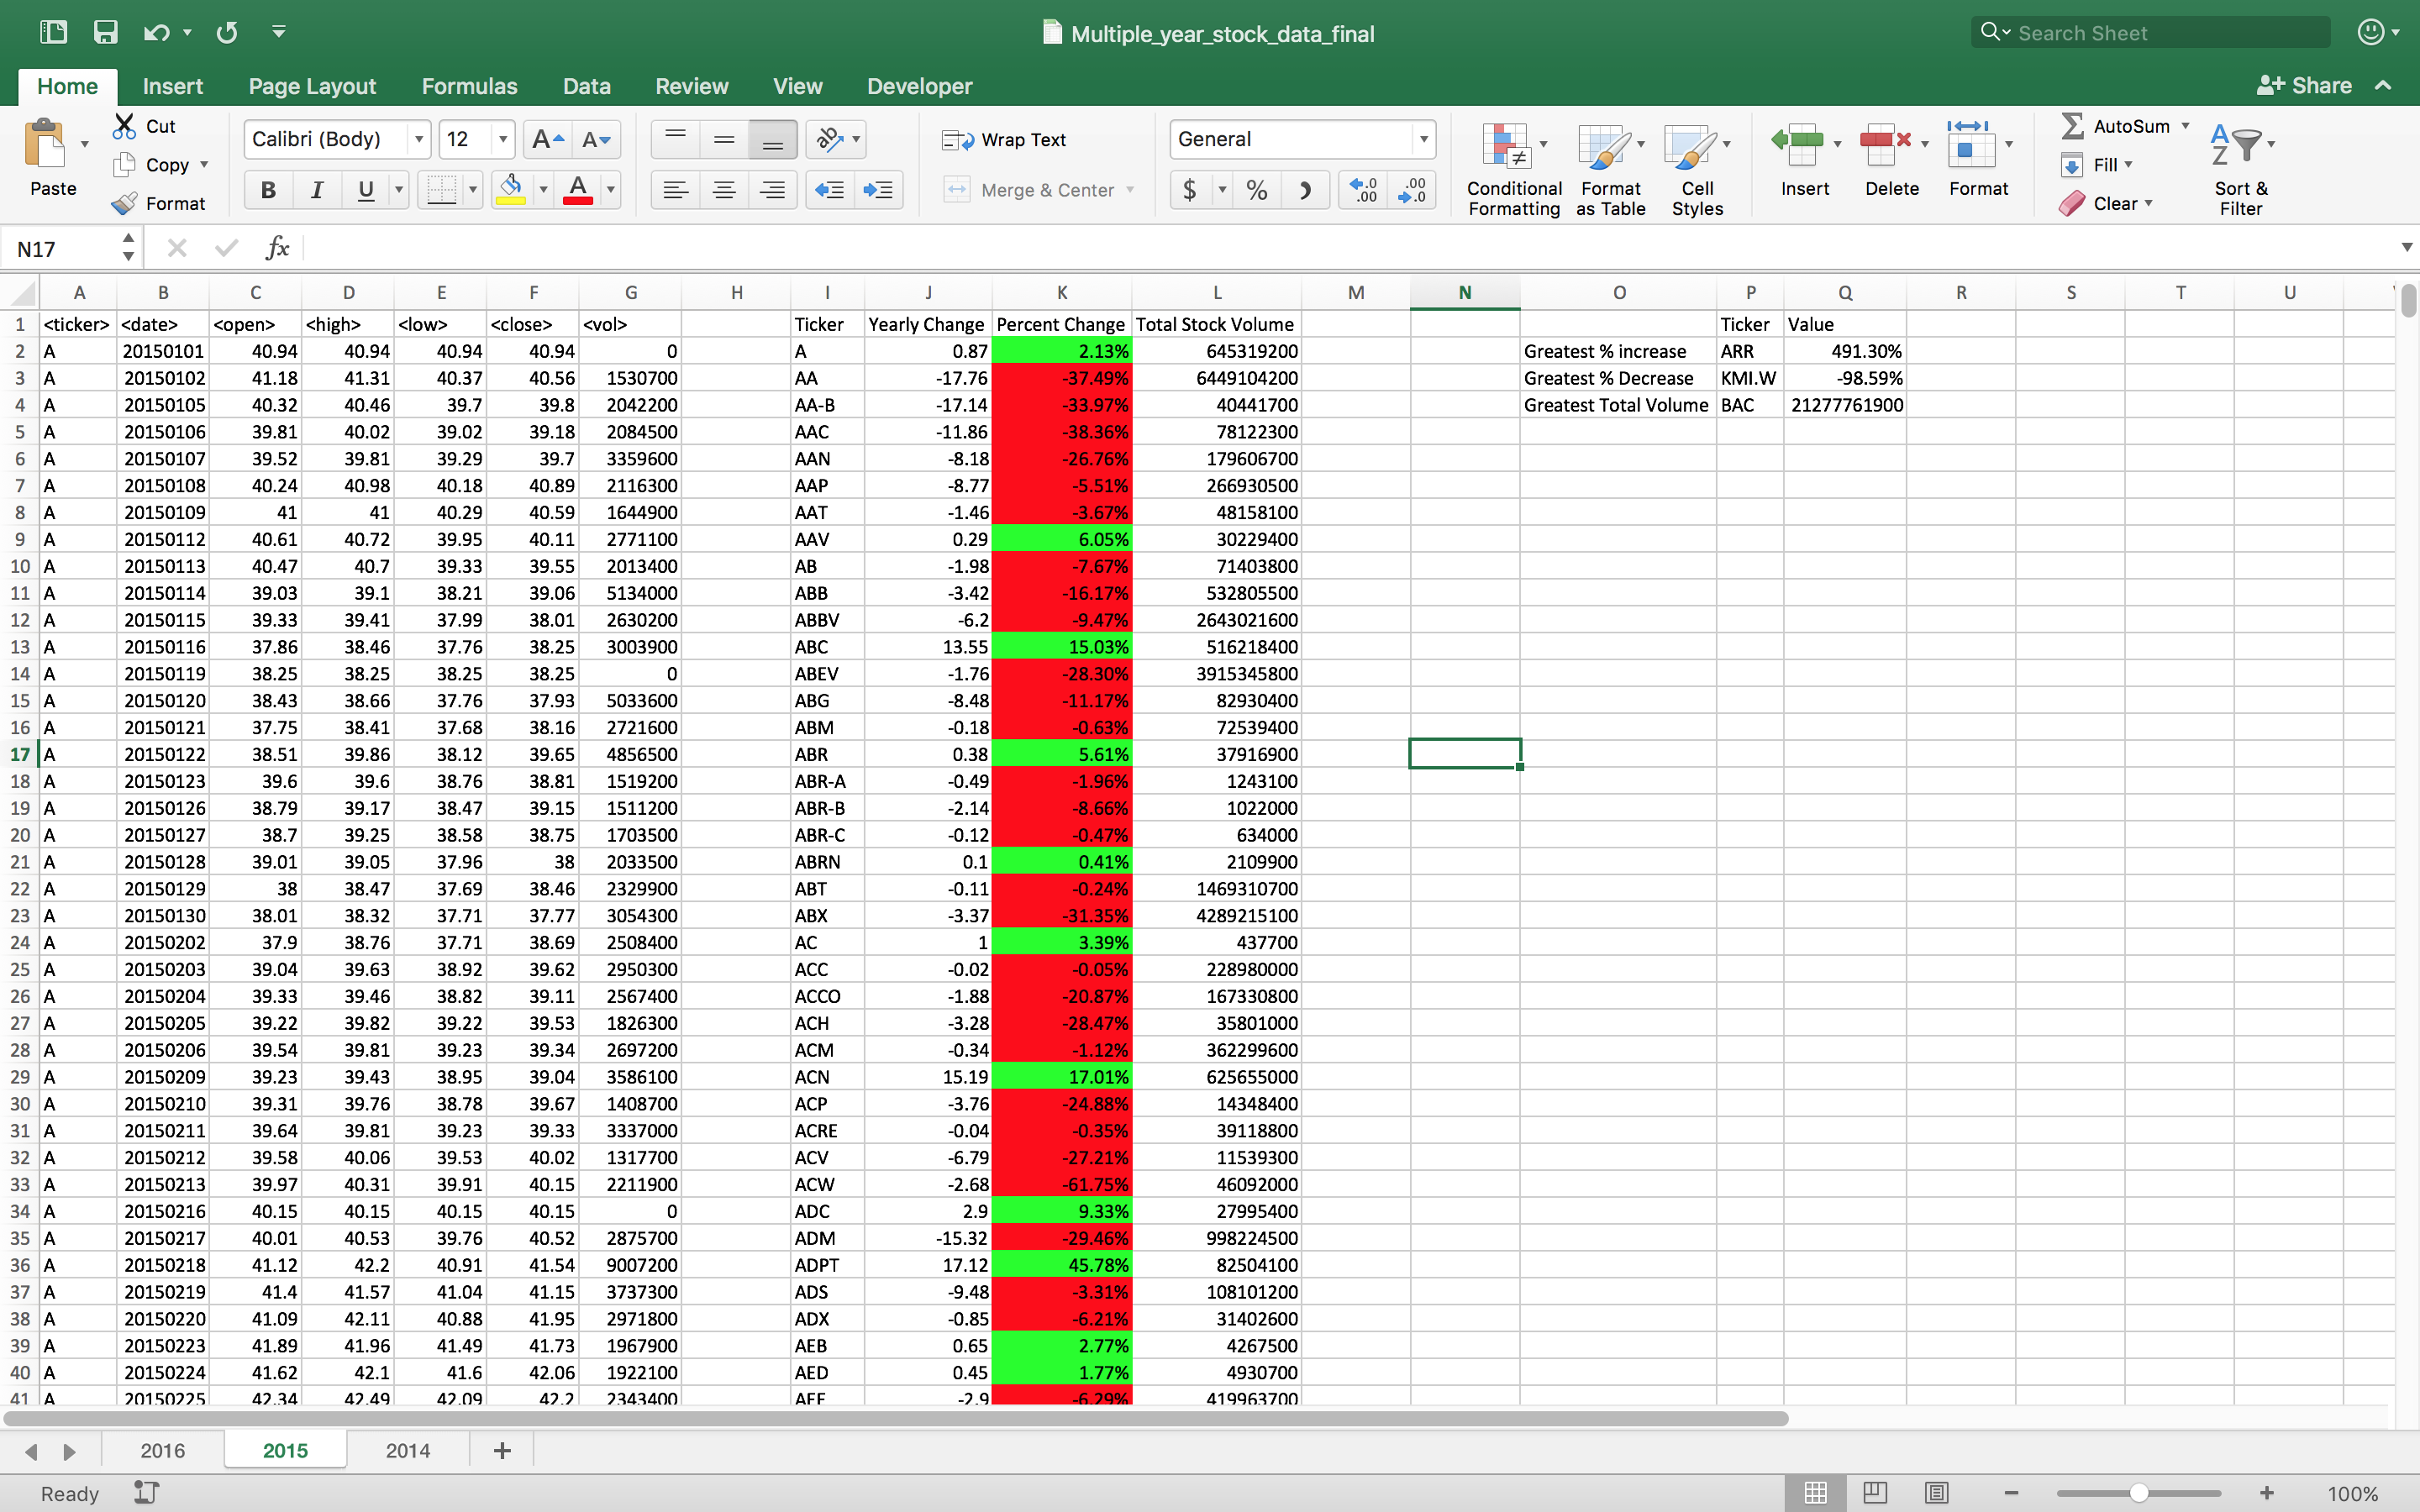 Multiple_year_stock_data_final
Search Sheet
Home Insert Page Layout Formulas Data Review View Developer Share
Paste Cut Copy Format
Calibri (Body) 12 A A
B I U A
Wrap Text
Merge & Center
General
$ % .0 .00 .00 .0
Conditional Formatting
Format as Table
Cell Styles
Insert Delete Format
AutoSum
Fill
Clear
A Z
Sort & Filter
N17 fx
A B C D E F G H I J K L M N O P Q R S T U
1 <ticker> <date> <open> <high> <low> <close> <vol> Ticker Yearly Change Percent Change Total Stock Volume Ticker Value
2 A 20150101 40.94 40.94 40.94 40.94 0 A 0.87 2.13% 645319200 Greatest % increase ARR 491.30%
3 A 20150102 41.18 41.31 40.37 40.56 1530700 AA -17.76 -37.49% 6449104200 Greatest % Decrease KMI.W -98.59%
4 A 20150105 40.32 40.46 39.7 39.8 2042200 AA-B -17.14 -33.97% 40441700 Greatest Total Volume BAC 21277761900
5 A 20150106 39.81 40.02 39.02 39.18 2084500 AAC -11.86 -38.36% 78122300
6 A 20150107 39.52 39.81 39.29 39.7 3359600 AAN -8.18 -26.76% 179606700
7 A 20150108 40.24 40.98 40.18 40.89 2116300 AAP -8.77 -5.51% 266930500
8 A 20150109 41 41 40.29 40.59 1644900 AAT -1.46 -3.67% 48158100
9 A 20150112 40.61 40.72 39.95 40.11 2771100 AAV 0.29 6.05% 30229400
10 A 20150113 40.47 40.7 39.33 39.55 2013400 AB -1.98 -7.67% 71403800
11 A 20150114 39.03 39.1 38.21 39.06 5134000 ABB -3.42 -16.17% 532805500
12 A 20150115 39.33 39.41 37.99 38.01 2630200 ABBV -6.2 -9.47% 2643021600
13 A 20150116 37.86 38.46 37.76 38.25 3003900 ABC 13.55 15.03% 516218400
14 A 20150119 38.25 38.25 38.25 38.25 0 ABEV -1.76 -28.30% 3915345800
15 A 20150120 38.43 38.66 37.76 37.93 5033600 ABG -8.48 -11.17% 82930400
16 A 20150121 37.75 38.41 37.68 38.16 2721600 ABM -0.18 -0.63% 72539400
17 A 20150122 38.51 39.86 38.12 39.65 4856500 ABR 0.38 5.61% 37916900
18 A 20150123 39.6 39.6 38.76 38.81 1519200 ABR-A -0.49 -1.96% 1243100
19 A 20150126 38.79 39.17 38.47 39.15 1511200 ABR-B -2.14 -8.66% 1022000
20 A 20150127 38.7 39.25 38.58 38.75 1703500 ABR-C -0.12 -0.47% 634000
21 A 20150128 39.01 39.05 37.96 38 2033500 ABRN 0.1 0.41% 2109900
22 A 20150129 38 38.47 37.69 38.46 2329900 ABT -0.11 -0.24% 1469310700
23 A 20150130 38.01 38.32 37.71 37.77 3054300 ABX -3.37 -31.35% 4289215100
24 A 20150202 37.9 38.76 37.71 38.69 2508400 AC 1 3.39% 437700
25 A 20150203 39.04 39.63 38.92 39.62 2950300 ACC -0.02 -0.05% 228980000
26 A 20150204 39.33 39.46 38.82 39.11 2567400 ACCO -1.88 -20.87% 167330800
27 A 20150205 39.22 39.82 39.22 39.53 1826300 ACH -3.28 -28.47% 35801000
28 A 20150206 39.54 39.81 39.23 39.34 2697200 ACM -0.34 -1.12% 362299600
29 A 20150209 39.23 39.43 38.95 39.04 3586100 ACN 15.19 17.01% 625655000
30 A 20150210 39.31 39.76 38.78 39.67 1408700 ACP -3.76 -24.88% 14348400
31 A 20150211 39.64 39.81 39.23 39.33 3337000 ACRE -0.04 -0.35% 39118800
32 A 20150212 39.58 40.06 39.53 40.02 1317700 ACV -6.79 -27.21% 11539300
33 A 20150213 39.97 40.31 39.91 40.15 2211900 ACW -2.68 -61.75% 46092000
34 A 20150216 40.15 40.15 40.15 40.15 0 ADC 2.9 9.33% 27995400
35 A 20150217 40.01 40.53 39.76 40.52 2875700 ADM -15.32 -29.46% 998224500
36 A 20150218 41.12 42.2 40.91 41.54 9007200 ADPT 17.12 45.78% 82504100
37 A 20150219 41.4 41.57 41.04 41.15 3737300 ADS -9.48 -3.31% 108101200
38 A 20150220 41.09 42.11 40.88 41.95 2971800 ADX -0.85 -6.21% 31402600
39 A 20150223 41.89 41.96 41.49 41.73 1967900 AEB 0.65 2.77% 4267500
40 A 20150224 41.62 42.1 41.6 42.06 1922100 AED 0.45 1.77% 4930700
41 A 20150225 42.34 42.49 42.09 42.2 2343400 -2.9 -6.29% 419963700
2016 2015 2014 +
Ready 100%